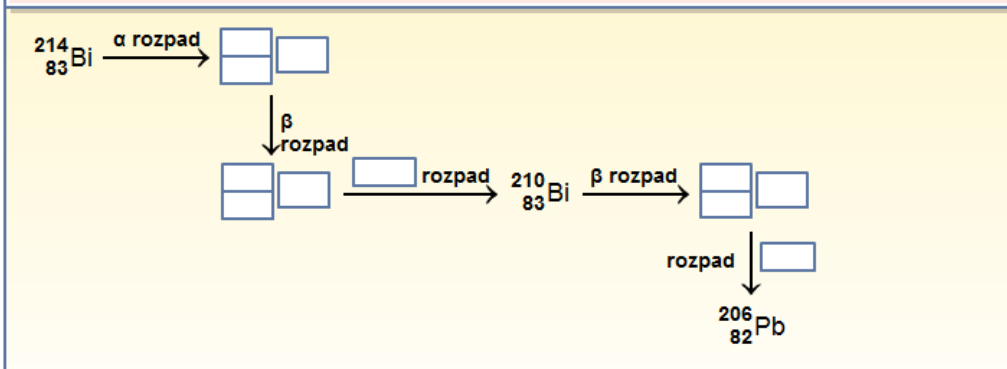 214
83Bi α rozpad
β
rozpad
rozpad 210
83Bi β rozpad
rozpad
206
82Pb